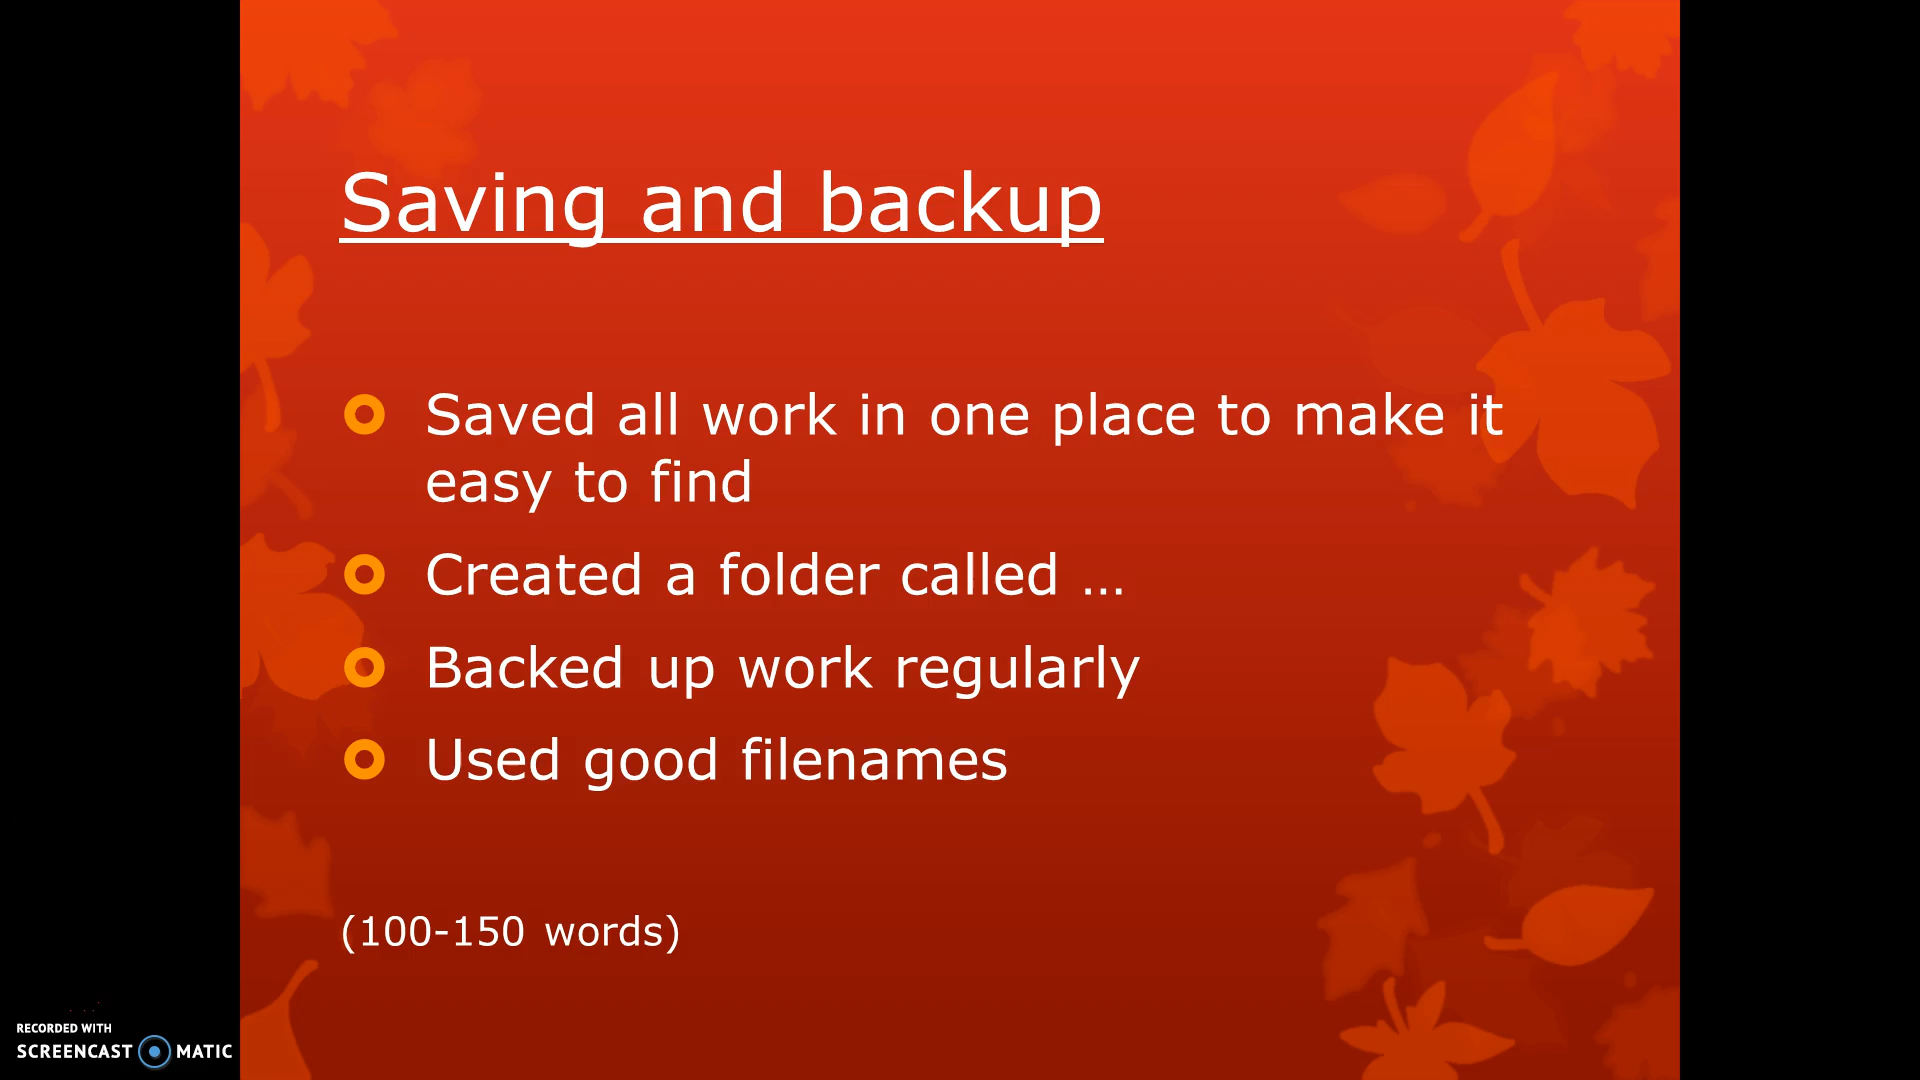 Saving and backup
Saved all work in one place to make it
easy to find
Created a folder called …
Backed up work regularly
Used good filenames
(100-150 words)
RECORDED WITH
SCREENCAST MATIC